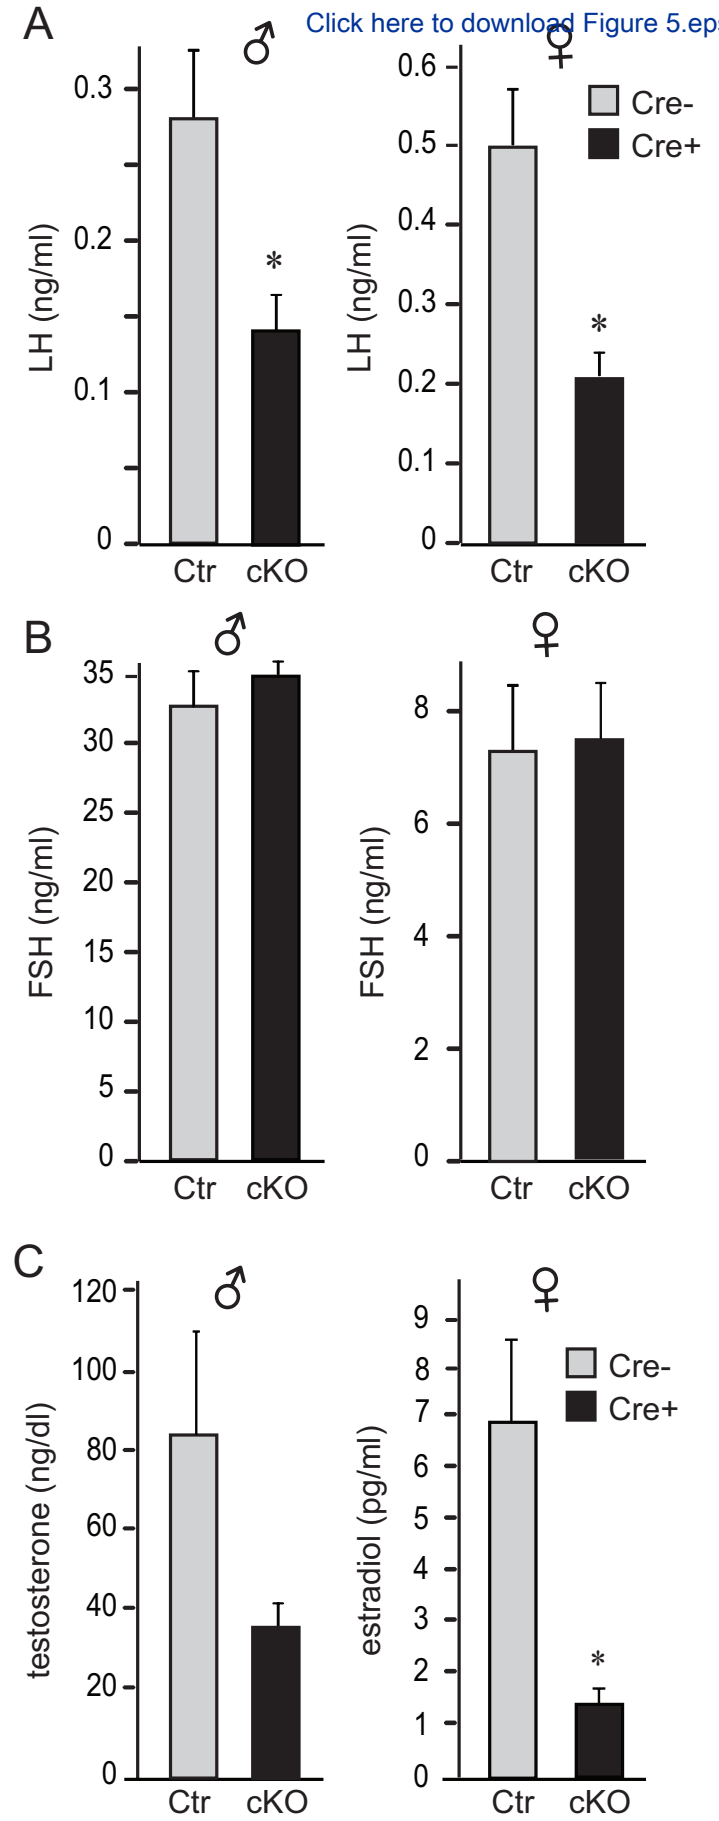 A
♂
Click here to download Figure 5.eps
♀
Cre-
Cre+
LH (ng/ml)
0.3
0.2
0.1
0
Ctr cKO
LH (ng/ml)
0.6
0.5
0.4
0.3
0.2
0.1
0
*
*
Ctr cKO
B
♂
♀
FSH (ng/ml)
35
30
25
20
15
10
5
0
Ctr cKO
FSH (ng/ml)
8
6
4
2
0
Ctr cKO
C
♂
♀
testosterone (ng/dl)
120
100
80
60
40
20
0
Ctr cKO
estradiol (pg/ml)
9
8
7
6
5
4
3
2
1
0
Cre-
Cre+
*
Ctr cKO